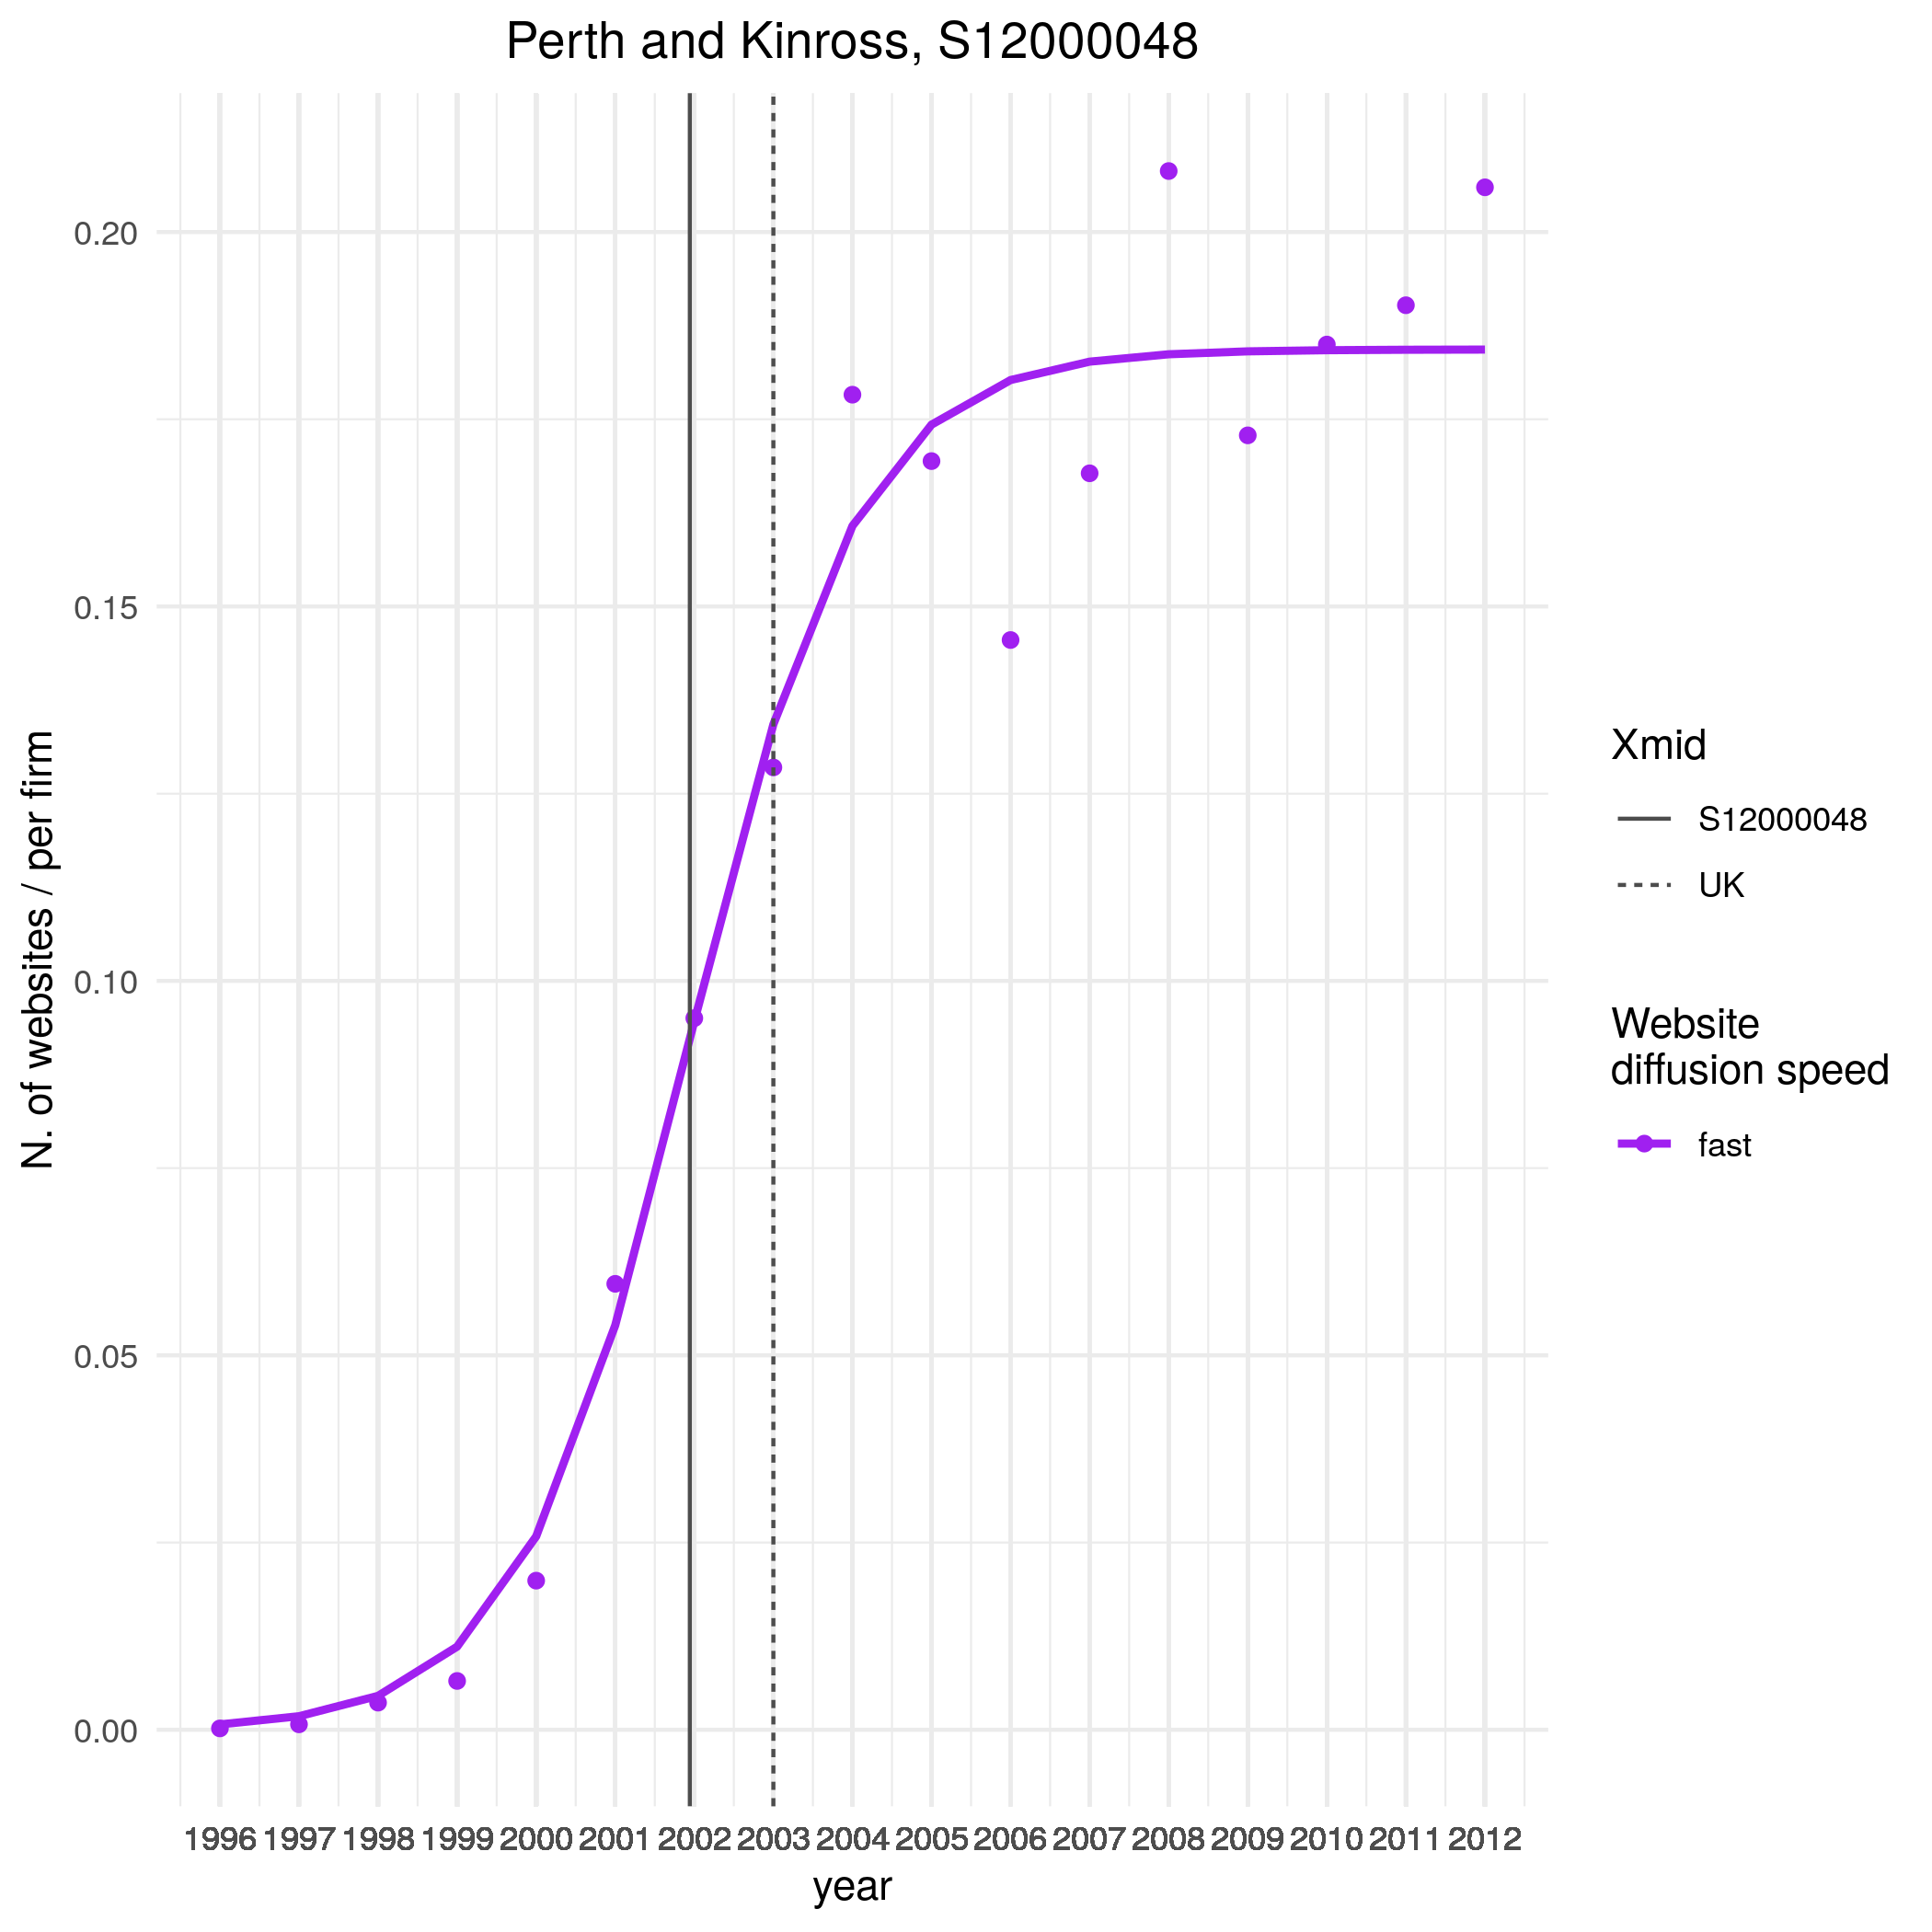 Perth and Kinross, S12000048
N. of websites / per firm
0.20
0.15
0.10
0.05
0.00
1996 1997 1998 1999 2000 2001 2002 2003 2004 2005 2006 2007 2008 2009 2010 2011 2012
year
Xmid
S12000048
UK
Website
diffusion speed
fast